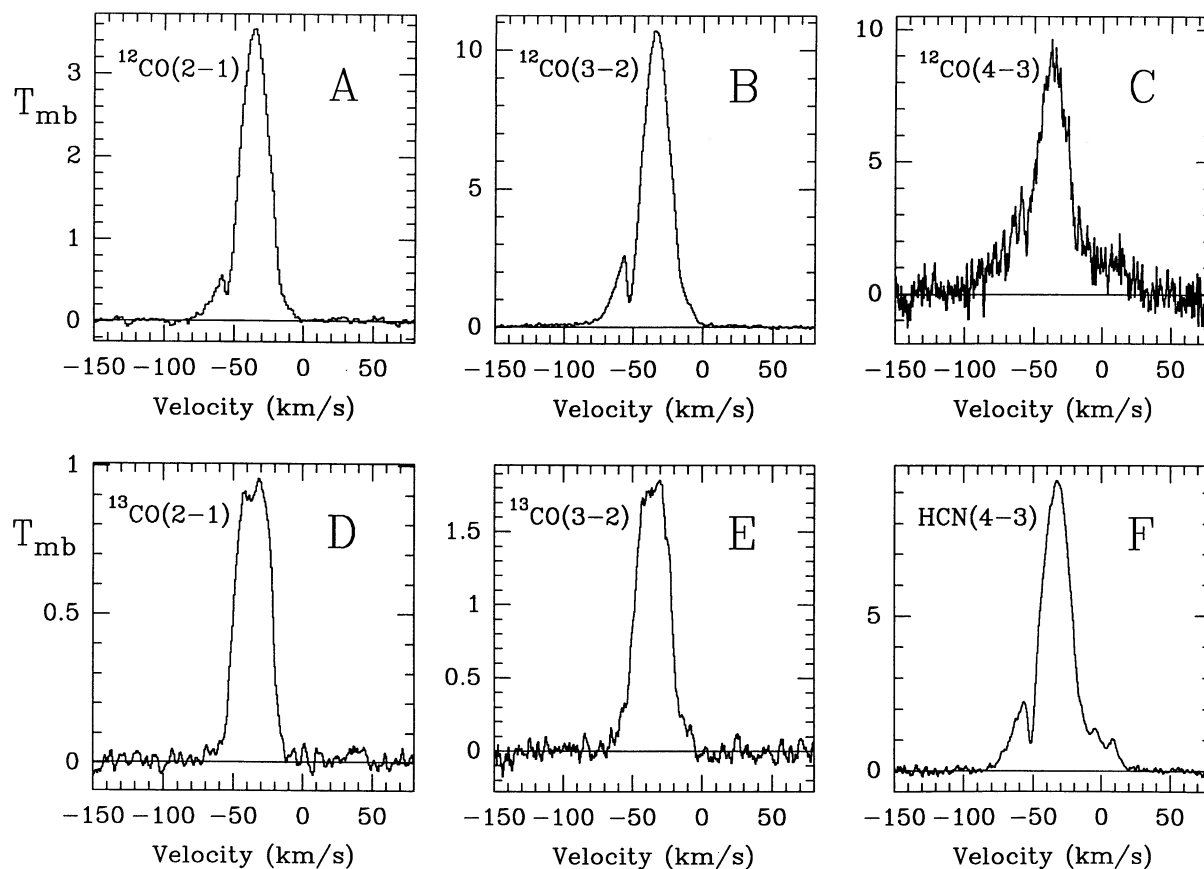 ¹²CO(2−1) A
T_mb
3
2
1
0
−150 −100 −50 0 50
Velocity (km/s)
¹²CO(3−2) B
10
5
0
−150 −100 −50 0 50
Velocity (km/s)
¹²CO(4−3) C
10
5
0
−150 −100 −50 0 50
Velocity (km/s)
¹³CO(2−1) D
T_mb
1
0.5
0
−150 −100 −50 0 50
Velocity (km/s)
¹³CO(3−2) E
1.5
1
0.5
0
−150 −100 −50 0 50
Velocity (km/s)
HCN(4−3) F
5
0
−150 −100 −50 0 50
Velocity (km/s)